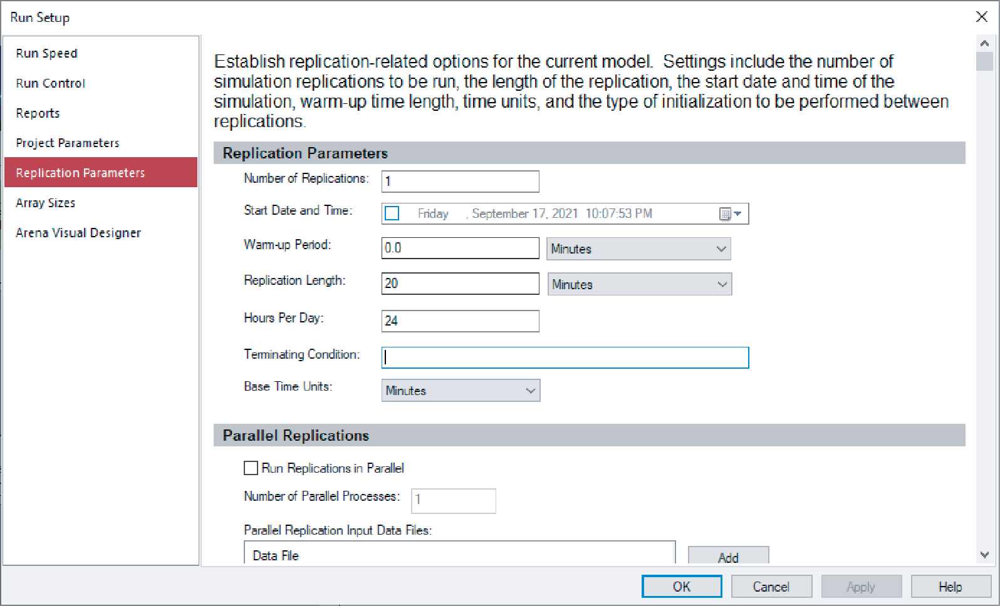 Run Setup
Run Speed
Run Control
Reports
Project Parameters
Replication Parameters
Array Sizes
Arena Visual Designer
Establish replication-related options for the current model.  Settings include the number of
simulation replications to be run, the length of the replication, the start date and time of the
simulation, warm-up time length, time units, and the type of initialization to be performed between
replications.
Replication Parameters
Number of Replications: 1
Start Date and Time: Friday , September 17, 2021 10:07:53 PM
Warm-up Period: 0.0 Minutes
Replication Length: 20 Minutes
Hours Per Day: 24
Terminating Condition:
Base Time Units: Minutes
Parallel Replications
Run Replications in Parallel
Number of Parallel Processes: 1
Parallel Replication Input Data Files:
Data File Add
OK Cancel Apply Help